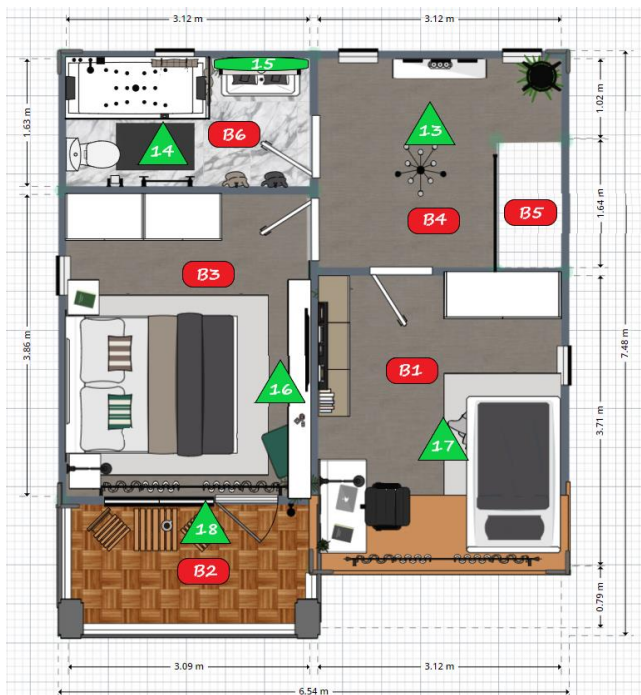 3.12 m
3.12 m
15
1.63 m
14
B6
13
1.02 m
B4
B5
1.64 m
B3
3.86 m
7.48 m
B1
16
3.71 m
17
18
B2
0.79 m
3.09 m
3.12 m
6.54 m